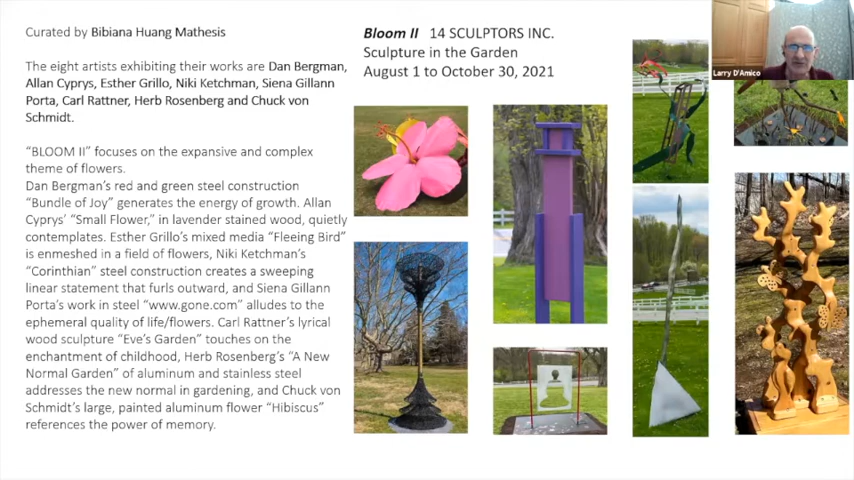 Curated by Bibiana Huang Mathesis
The eight artists exhibiting their works are Dan Bergman,
Allan Cyprys, Esther Grillo, Niki Ketchman, Siena Gillann
Porta, Carl Rattner, Herb Rosenberg and Chuck von
Schmidt.
“BLOOM II” focuses on the expansive and complex
theme of flowers.
Dan Bergman’s red and green steel construction
“Bundle of Joy” generates the energy of growth. Allan
Cyprys’ “Small Flower,” in lavender stained wood, quietly
contemplates. Esther Grillo’s mixed media “Fleeing Bird”
is enmeshed in a field of flowers, Niki Ketchman’s
“Corinthian” steel construction creates a sweeping
linear statement that furls outward, and Siena Gillann
Porta’s work in steel “www.gone.com” alludes to the
ephemeral quality of life/flowers. Carl Rattner’s lyrical
wood sculpture “Eve’s Garden” touches on the
enchantment of childhood, Herb Rosenberg’s “A New
Normal Garden” of aluminum and stainless steel
addresses the new normal in gardening, and Chuck von
Schmidt’s large, painted aluminum flower “Hibiscus”
references the power of memory.
Bloom II 14 SCULPTORS INC.
Sculpture in the Garden
August 1 to October 30, 2021
Larry D'Amico